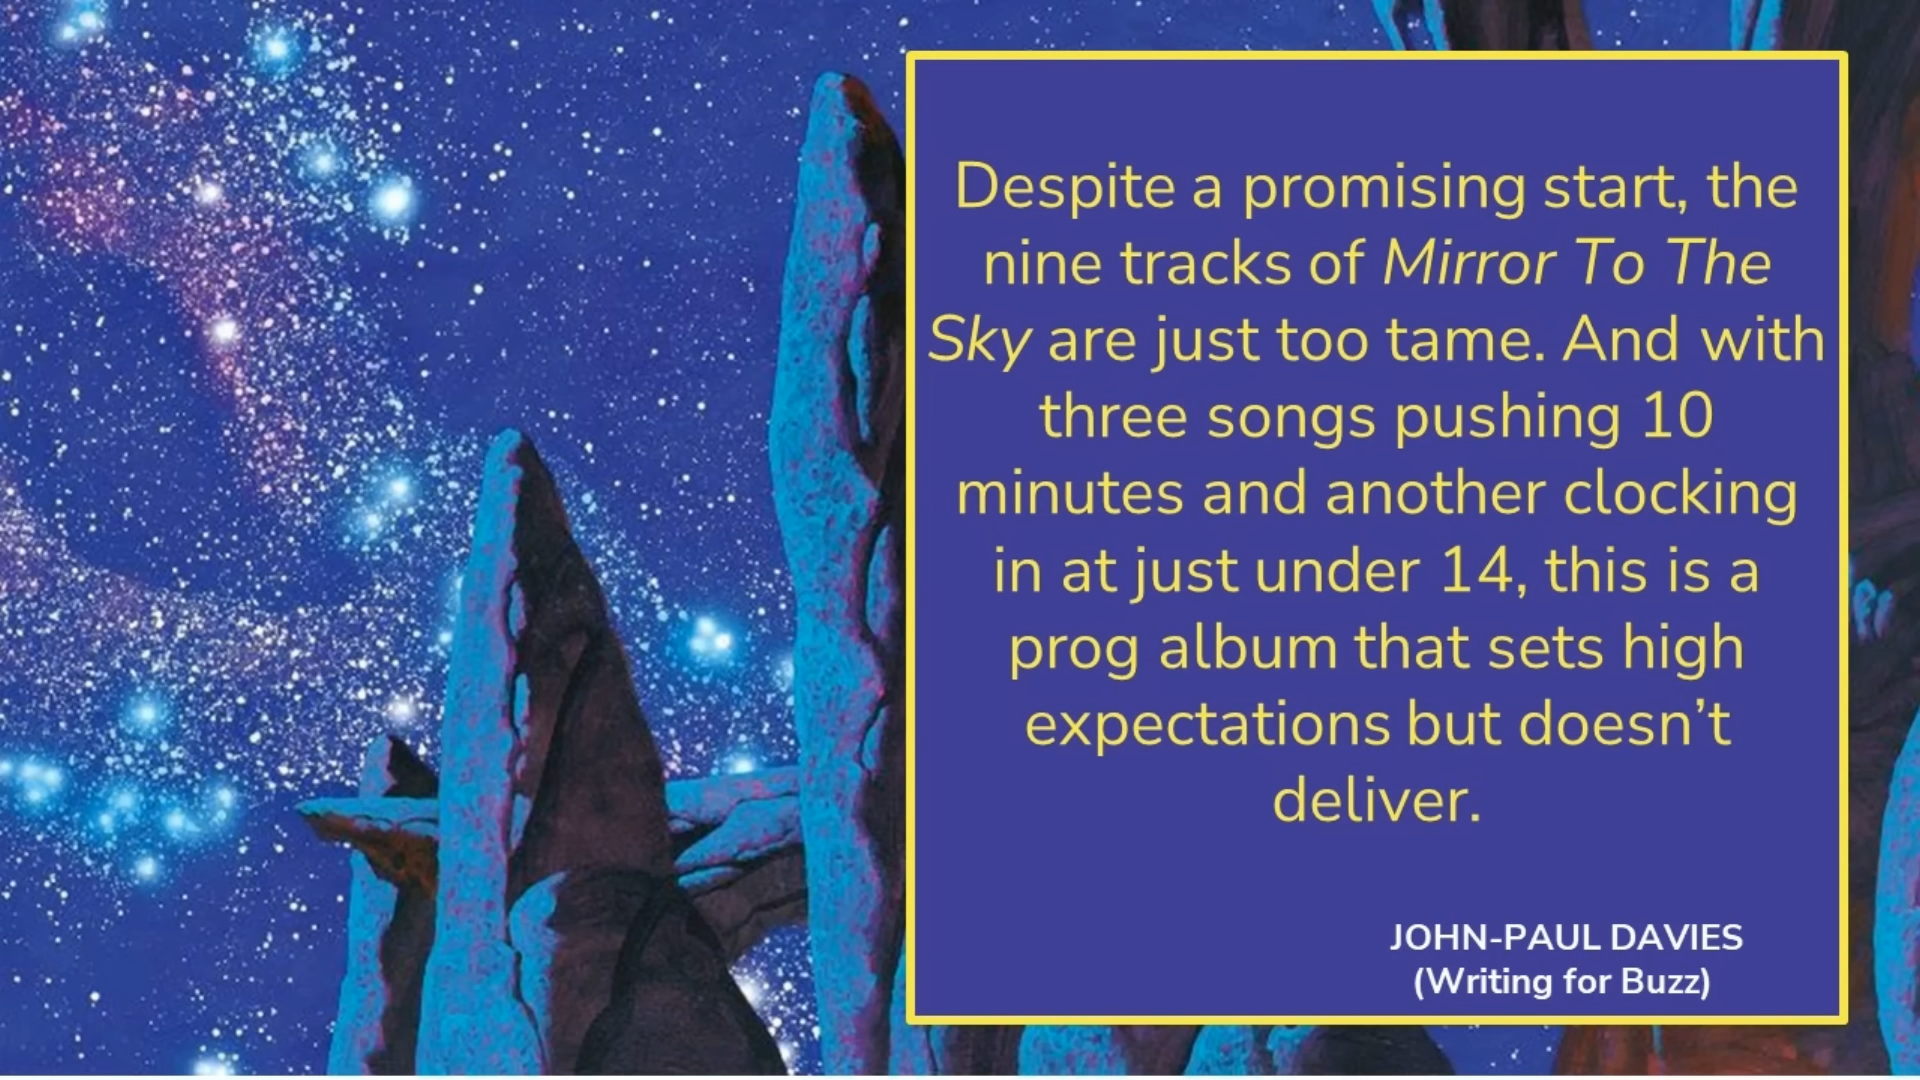 Despite a promising start, the
nine tracks of Mirror To The
Sky are just too tame. And with
three songs pushing 10
minutes and another clocking
in at just under 14, this is a
prog album that sets high
expectations but doesn’t
deliver.
JOHN-PAUL DAVIES
(Writing for Buzz)